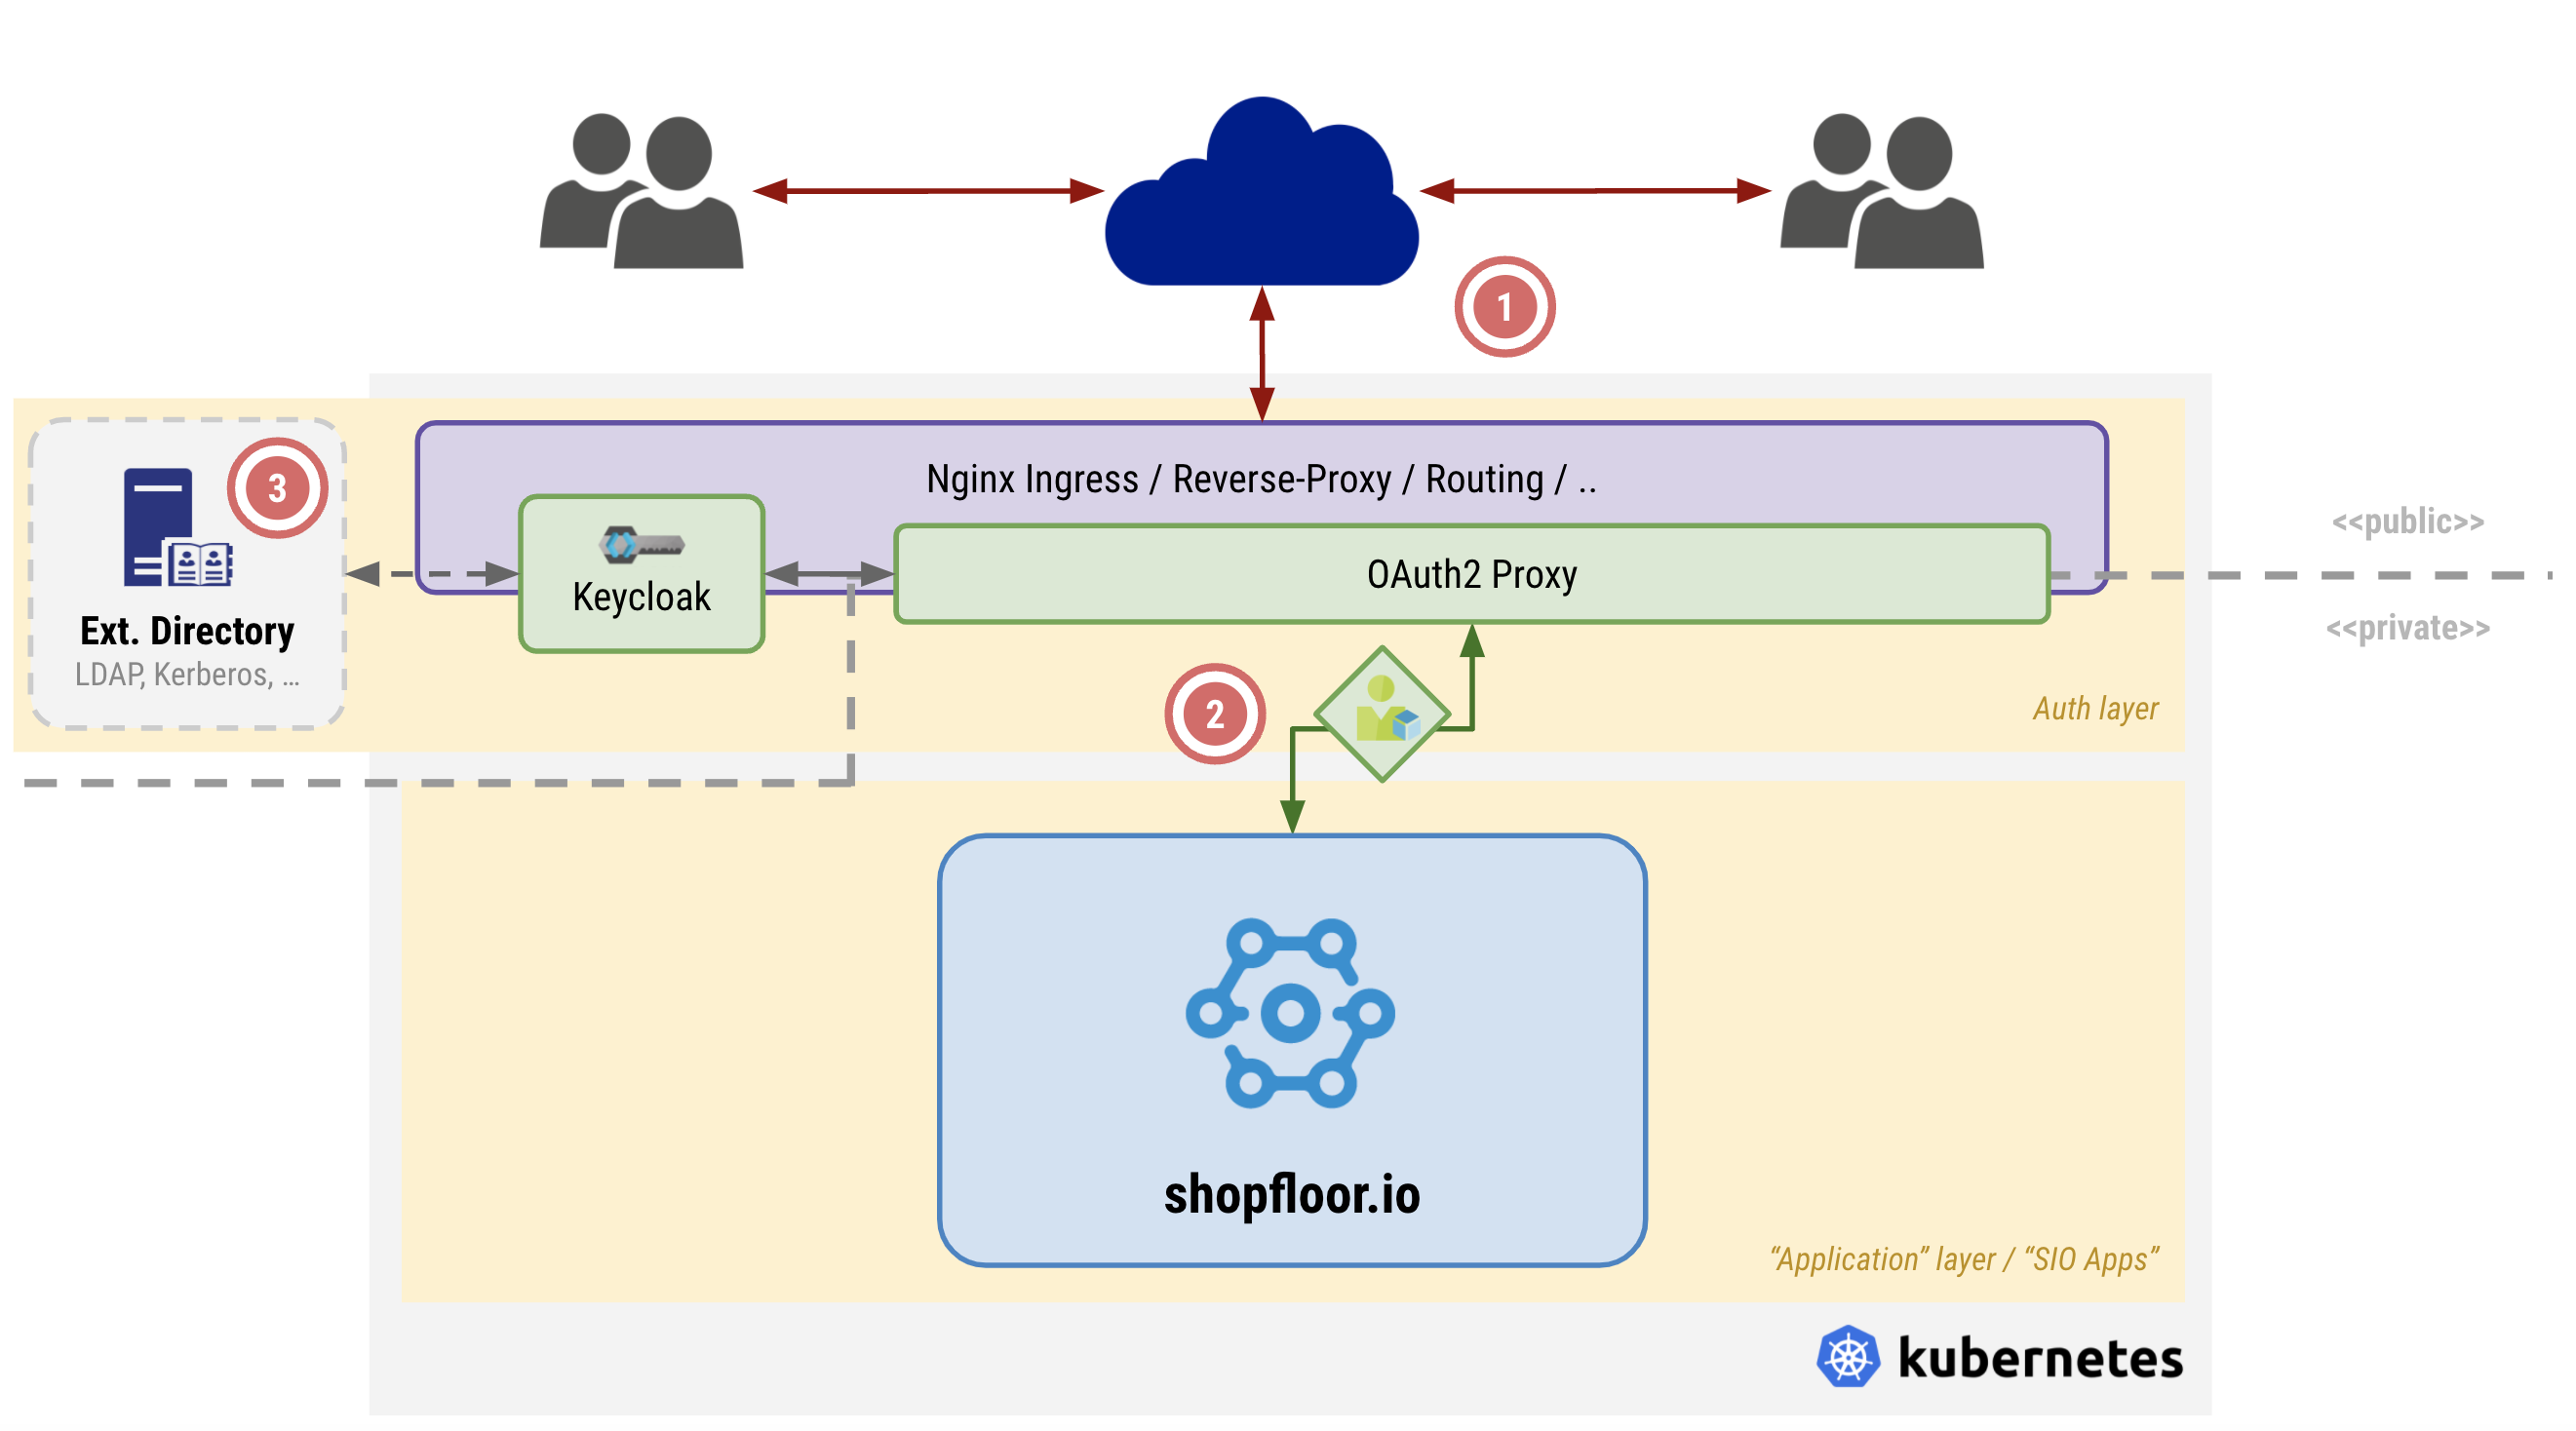 1
Nginx Ingress / Reverse-Proxy / Routing / ..
3
Keycloak
OAuth2 Proxy
Ext. Directory
LDAP, Kerberos, ...
<<public>>
<<private>>
2
Auth layer
shopfloor.io
“Application” layer / “SIO Apps”
kubernetes